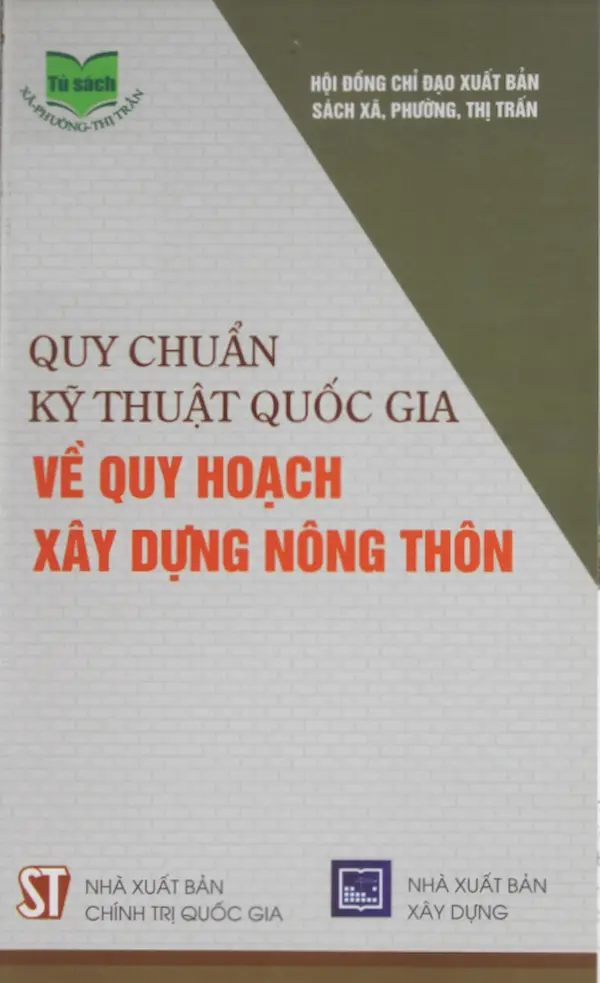 Tủ sách
XÃ-PHƯỜNG-THỊ TRẤN
HỘI ĐỒNG CHỈ ĐẠO XUẤT BẢN
SÁCH XÃ, PHƯỜNG, THỊ TRẤN
QUY CHUẨN
KỸ THUẬT QUỐC GIA
VỀ QUY HOẠCH
XÂY DỰNG NÔNG THÔN
ST
NHÀ XUẤT BẢN
CHÍNH TRỊ QUỐC GIA
NHÀ XUẤT BẢN
XÂY DỰNG